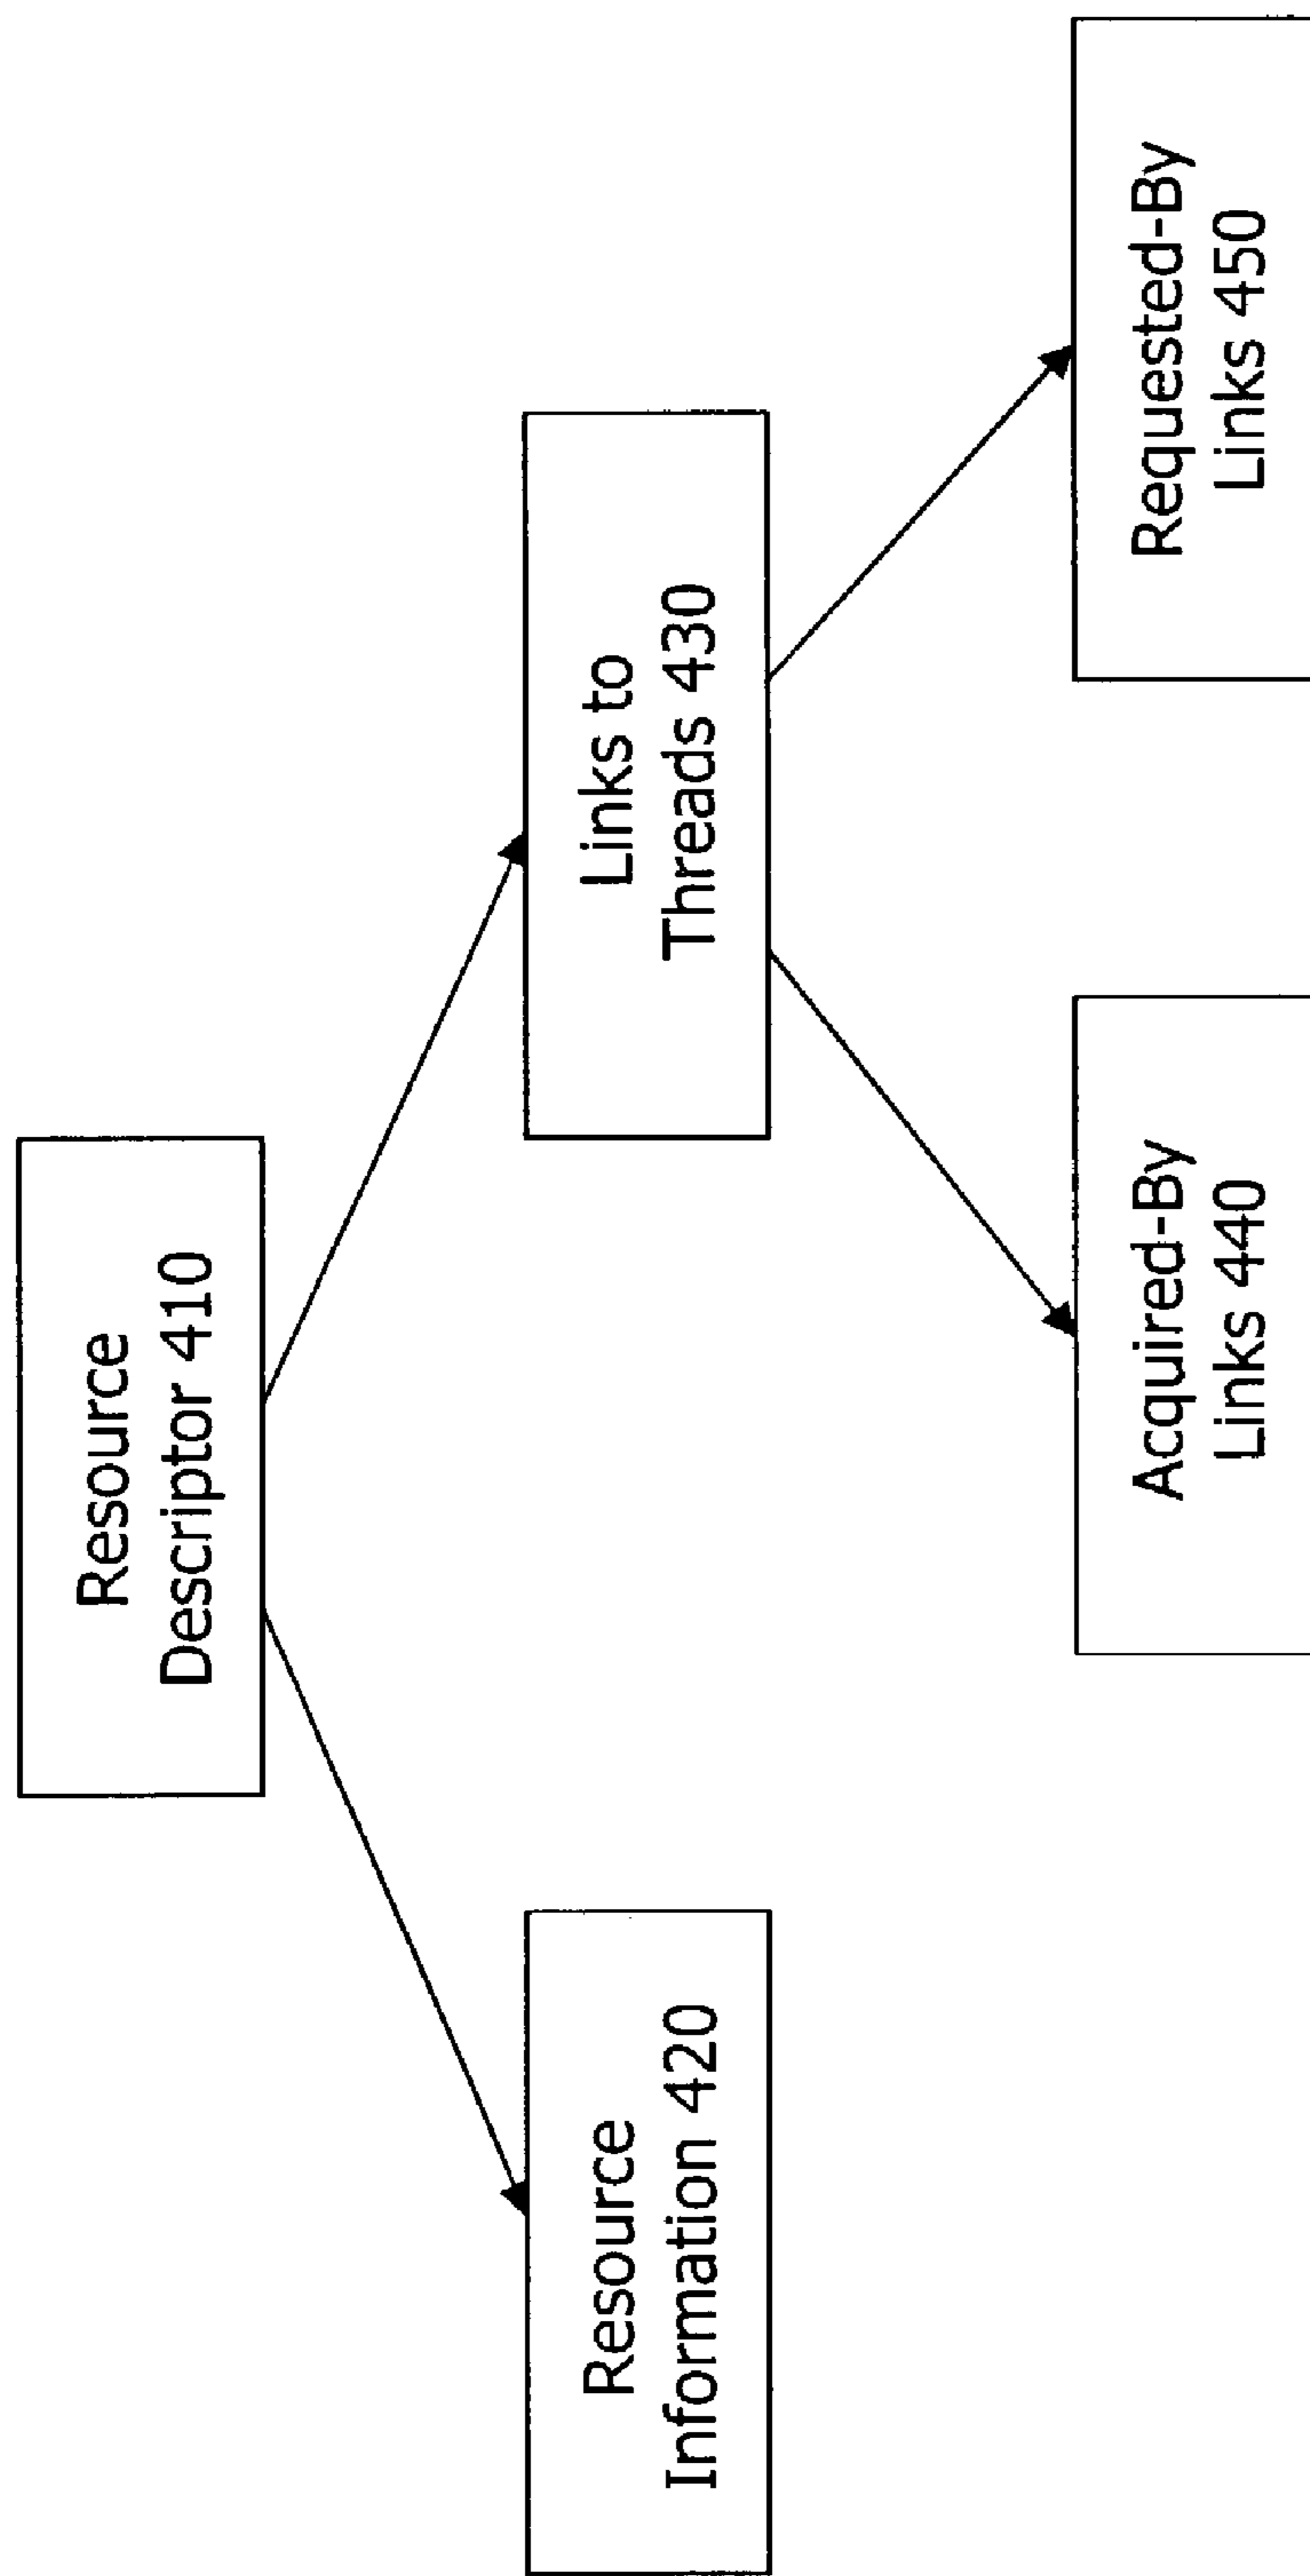 Resource
Descriptor 410
Resource
Information 420
Links to
Threads 430
Acquired-By
Links 440
Requested-By
Links 450